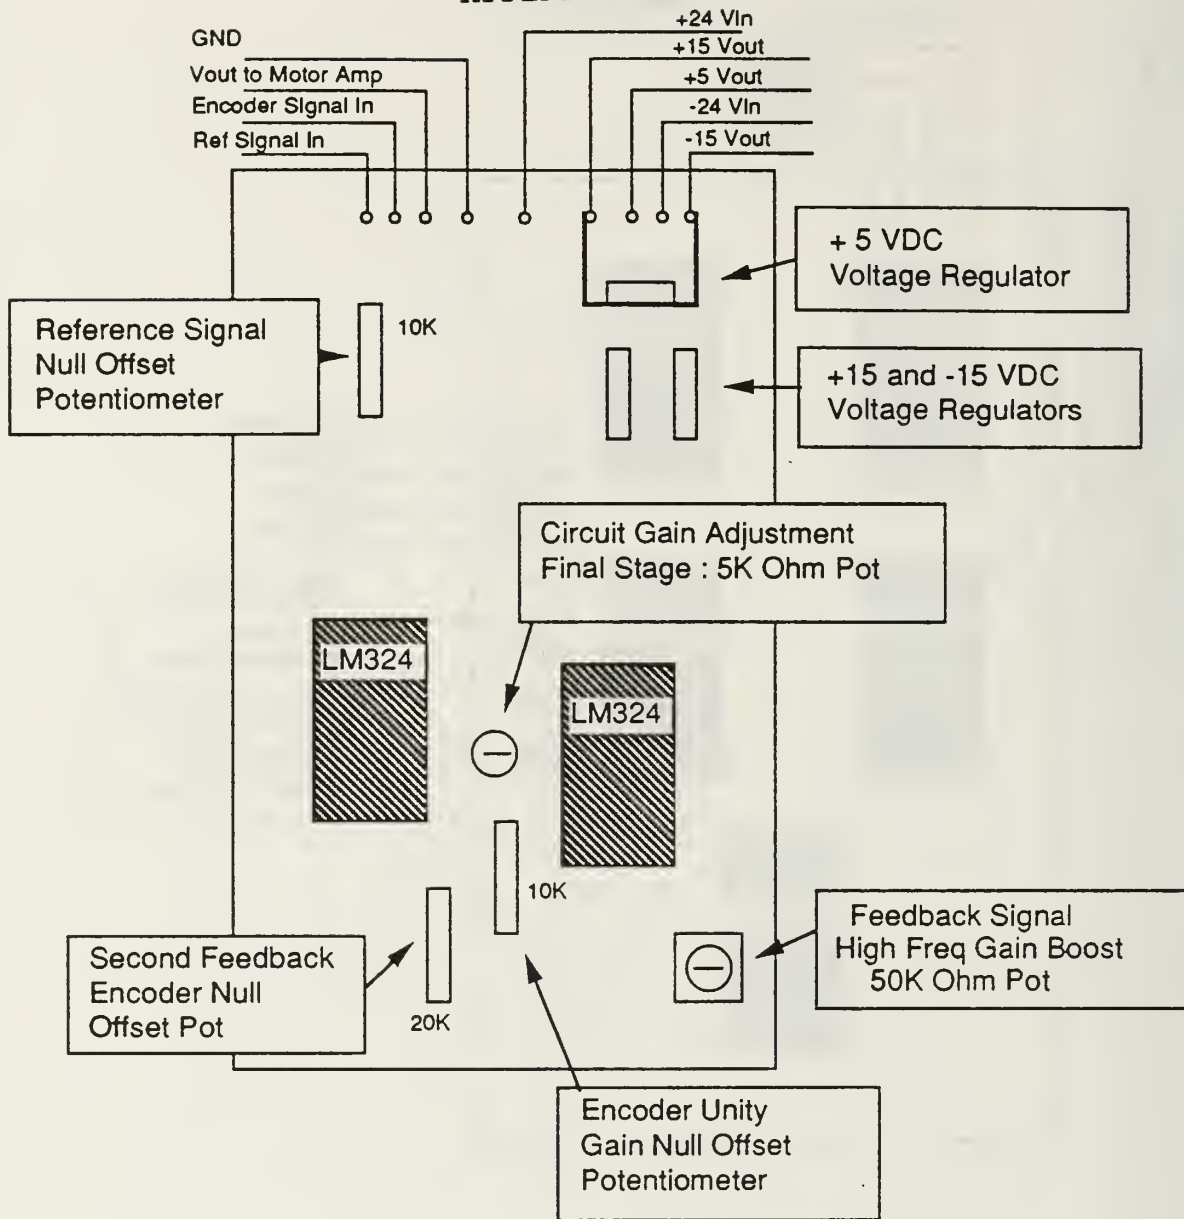 GND
Vout to Motor Amp
Encoder Signal In
Ref Signal In
+24 VIn
+15 Vout
+5 Vout
-24 VIn
-15 Vout
+ 5 VDC
Voltage Regulator
Reference Signal
Null Offset
Potentiometer
10K
+15 and -15 VDC
Voltage Regulators
Circuit Gain Adjustment
Final Stage : 5K Ohm Pot
LM324
LM324
10K
Second Feedback
Encoder Null
Offset Pot
20K
Feedback Signal
High Freq Gain Boost
50K Ohm Pot
Encoder Unity
Gain Null Offset
Potentiometer